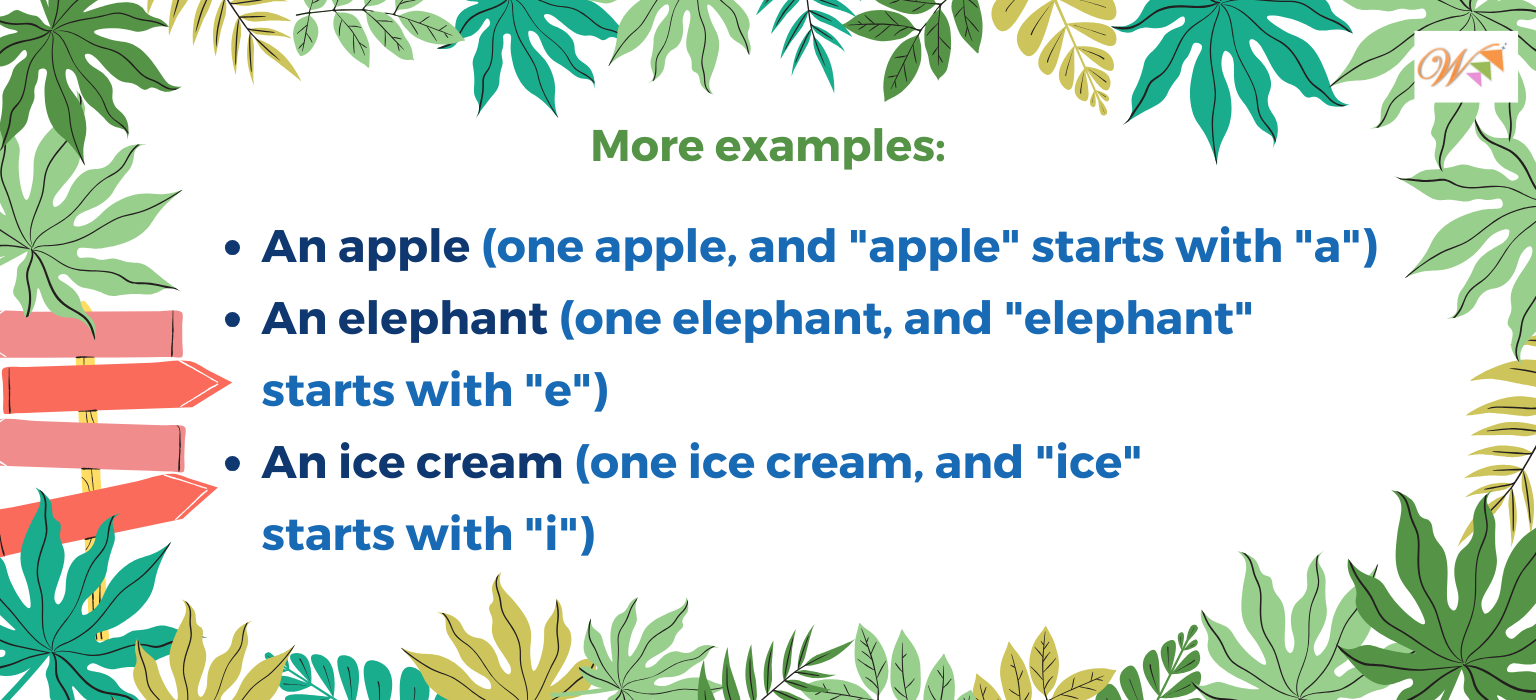 W
More examples:
• An apple (one apple, and "apple" starts with "a")
• An elephant (one elephant, and "elephant"
starts with "e")
• An ice cream (one ice cream, and "ice"
starts with "i")